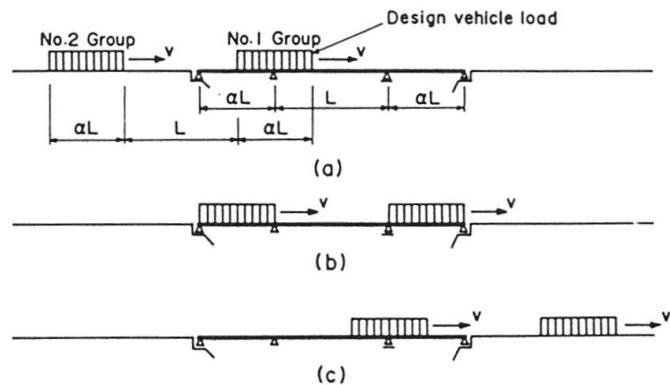 Design vehicle load
No.2 Group
v
No.1 Group
v
αL
L
αL
αL
L
αL
(a)
v
v
(b)
v
v
(c)